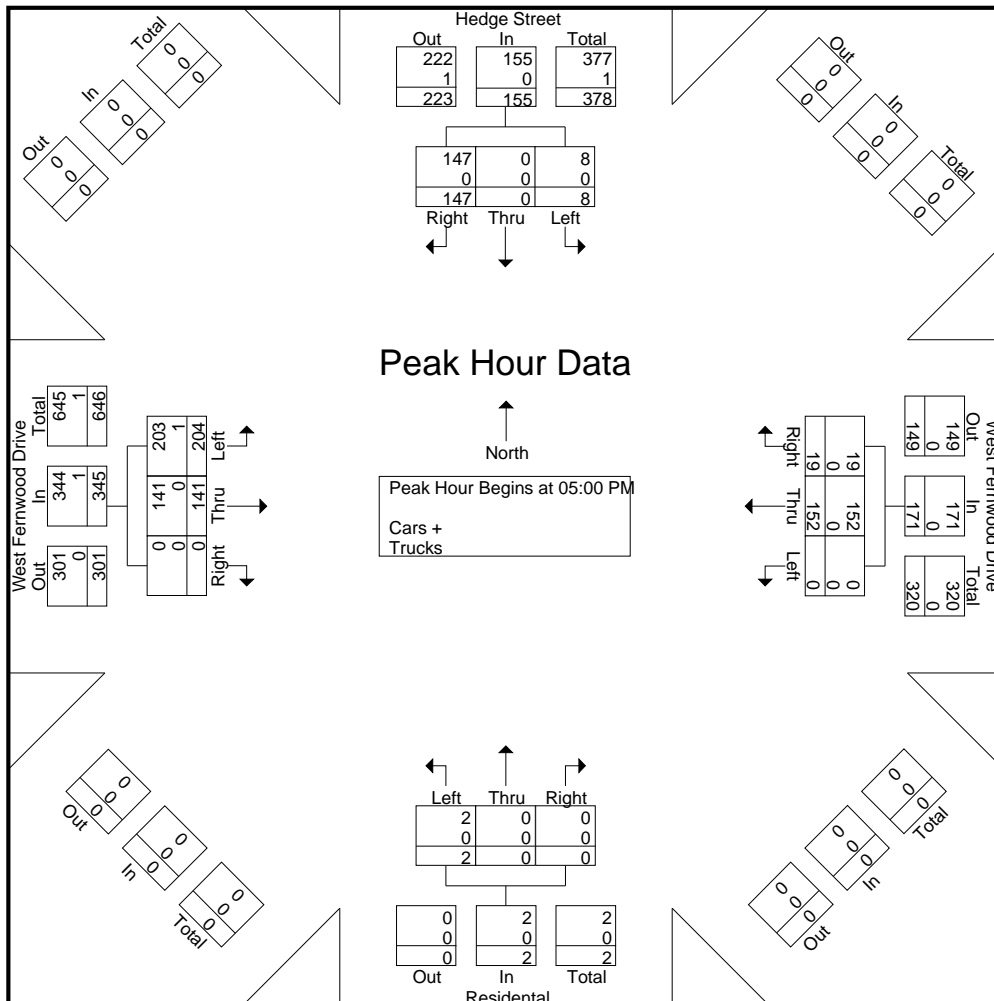 Hedge Street
Out In Total
222 155 377
1 0 1
223 155 378
147 0 8
0 0 0
147 0 8
Right Thru Left
Total
0
0
0
In
0
0
0
Out
0
0
0
Out
0
0
0
In
0
0
0
Total
0
0
0
Peak Hour Data
North
Peak Hour Begins at 05:00 PM
Cars +
Trucks
West Fernwood Drive
Out In Total
301 344 645
0 1 1
301 345 646
Right Thru Left
0 141 203
0 0 1
0 141 204
West Fernwood Drive
Out In Total
149 171 320
0 0 0
149 171 320
Right Thru Left
19 152 0
0 0 0
19 152 0
Left Thru Right
2 0 0
0 0 0
2 0 0
0 2 2
0 0 0
0 2 2
Out In Total
Residental
Out
0
0
0
In
0
0
0
Total
0
0
0
Total
0
0
0
In
0
0
0
Out
0
0
0